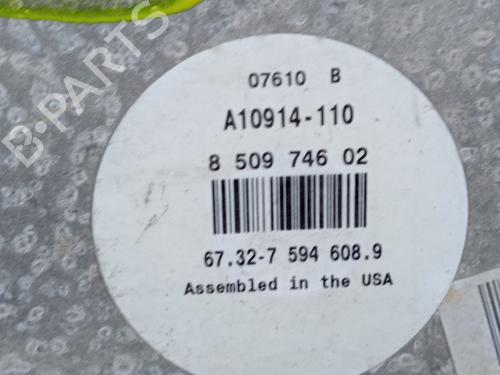 B-PARTS
07610 B
A10914-110
8 509 746 02
67.32-7 594 608.9
Assembled in the USA